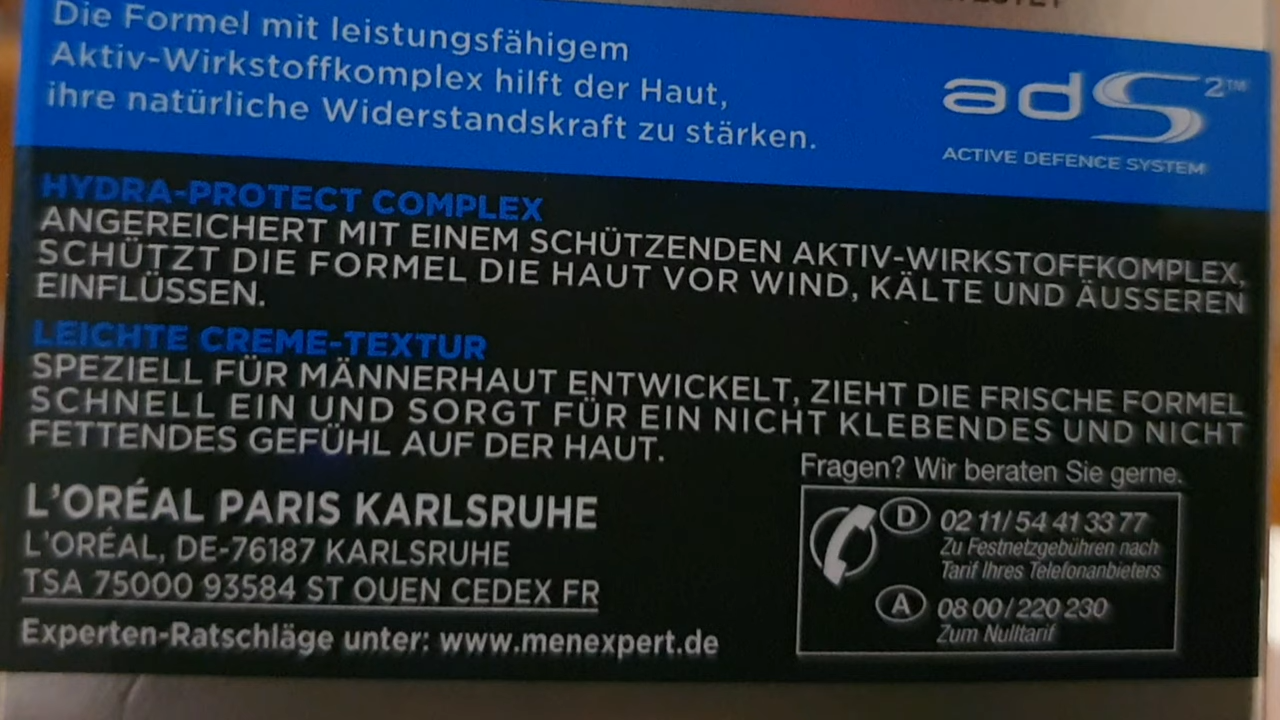 Die Formel mit leistungsfähigem
Aktiv-Wirkstoffkomplex hilft der Haut,
ihre natürliche Widerstandskraft zu stärken.
adS2™
ACTIVE DEFENCE SYSTEM
HYDRA-PROTECT COMPLEX
ANGEREICHERT MIT EINEM SCHÜTZENDEN AKTIV-WIRKSTOFFKOMPLEX,
SCHÜTZT DIE FORMEL DIE HAUT VOR WIND, KÄLTE UND ÄUSSEREN
EINFLÜSSEN.
LEICHTE CREME-TEXTUR
SPEZIELL FÜR MÄNNERHAUT ENTWICKELT, ZIEHT DIE FRISCHE FORMEL
SCHNELL EIN UND SORGT FÜR EIN NICHT KLEBENDES UND NICHT
FETTENDES GEFÜHL AUF DER HAUT.
L'ORÉAL PARIS KARLSRUHE
L'ORÉAL, DE-76187 KARLSRUHE
TSA 75000 93584 ST OUEN CEDEX FR
Experten-Ratschläge unter: www.menexpert.de
Fragen? Wir beraten Sie gerne.
D 02 11/54 41 33 77
Zu Festnetzgebühren nach
Tarif Ihres Telefonanbieters
A 08 00/220 230
Zum Nulltarif